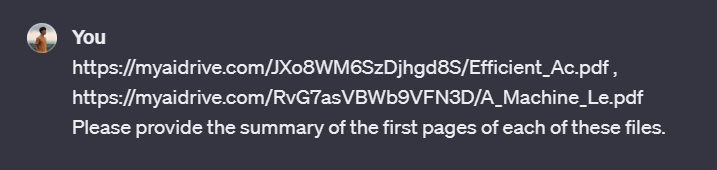 You
https://myaidrive.com/JXo8WM6SzDjhgd8S/Efficient_Ac.pdf ,
https://myaidrive.com/RvG7asVBWb9VFN3D/A_Machine_Le.pdf
Please provide the summary of the first pages of each of these files.